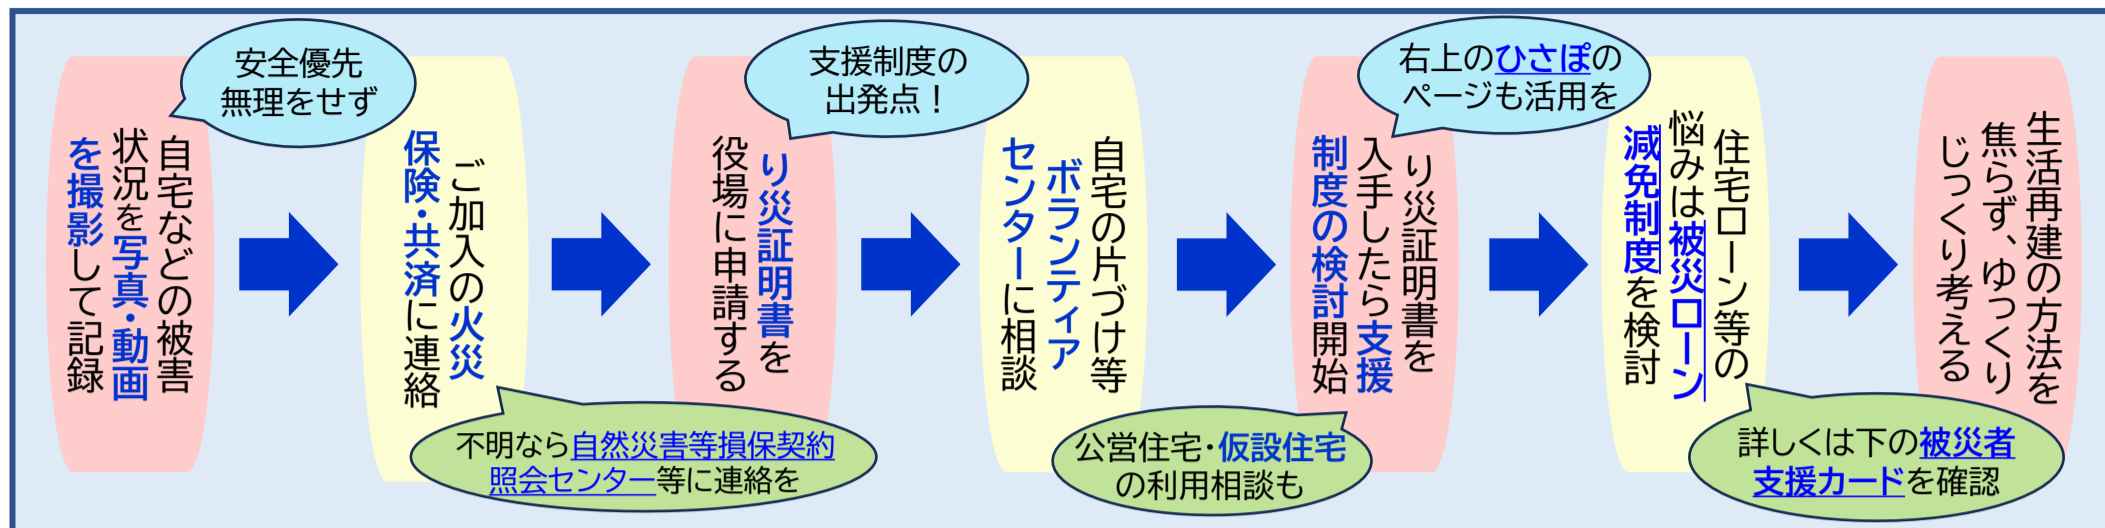 安全優先
無理をせず
自宅などの被害
状況を写真・動画
を撮影して記録
ご加入の火災
保険・共済に連絡
不明なら自然災害等損保契約
照会センター等に連絡を
支援制度の
出発点！
り災証明書を
役場に申請する
自宅の片づけ等
ボランティア
センターに相談
公営住宅・仮設住宅
の利用相談も
右上のひさぽの
ページも活用を
り災証明書を
入手したら支援
制度の検討開始
住宅ローン等の
悩みは被災ローン
減免制度を検討
詳しくは下の被災者
支援カードを確認
生活再建の方法を
焦らず、ゆっくり
じっくり考える